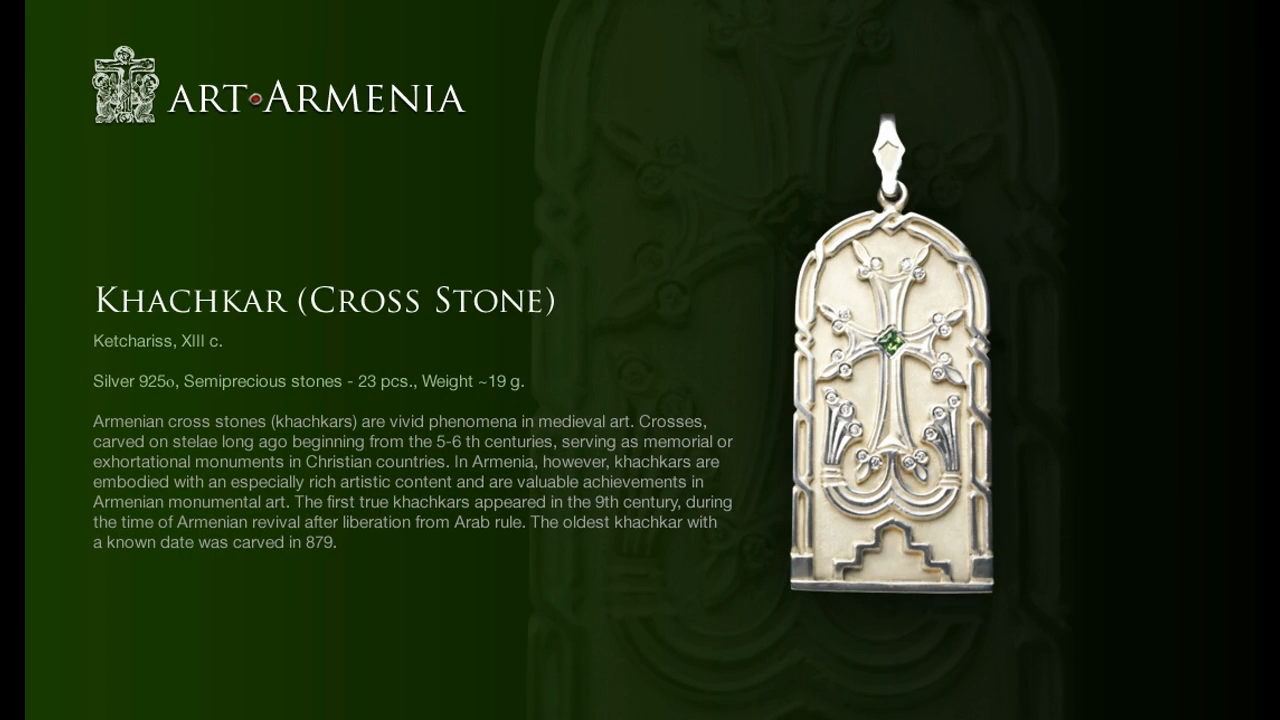 ART•ARMENIA
KHACHKAR (CROSS STONE)
Ketchariss, XIII c.
Silver 925o, Semiprecious stones - 23 pcs., Weight ~19 g.
Armenian cross stones (khachkars) are vivid phenomena in medieval art. Crosses,
carved on stelae long ago beginning from the 5-6 th centuries, serving as memorial or
exhortational monuments in Christian countries. In Armenia, however, khachkars are
embodied with an especially rich artistic content and are valuable achievements in
Armenian monumental art. The first true khachkars appeared in the 9th century, during
the time of Armenian revival after liberation from Arab rule. The oldest khachkar with
a known date was carved in 879.